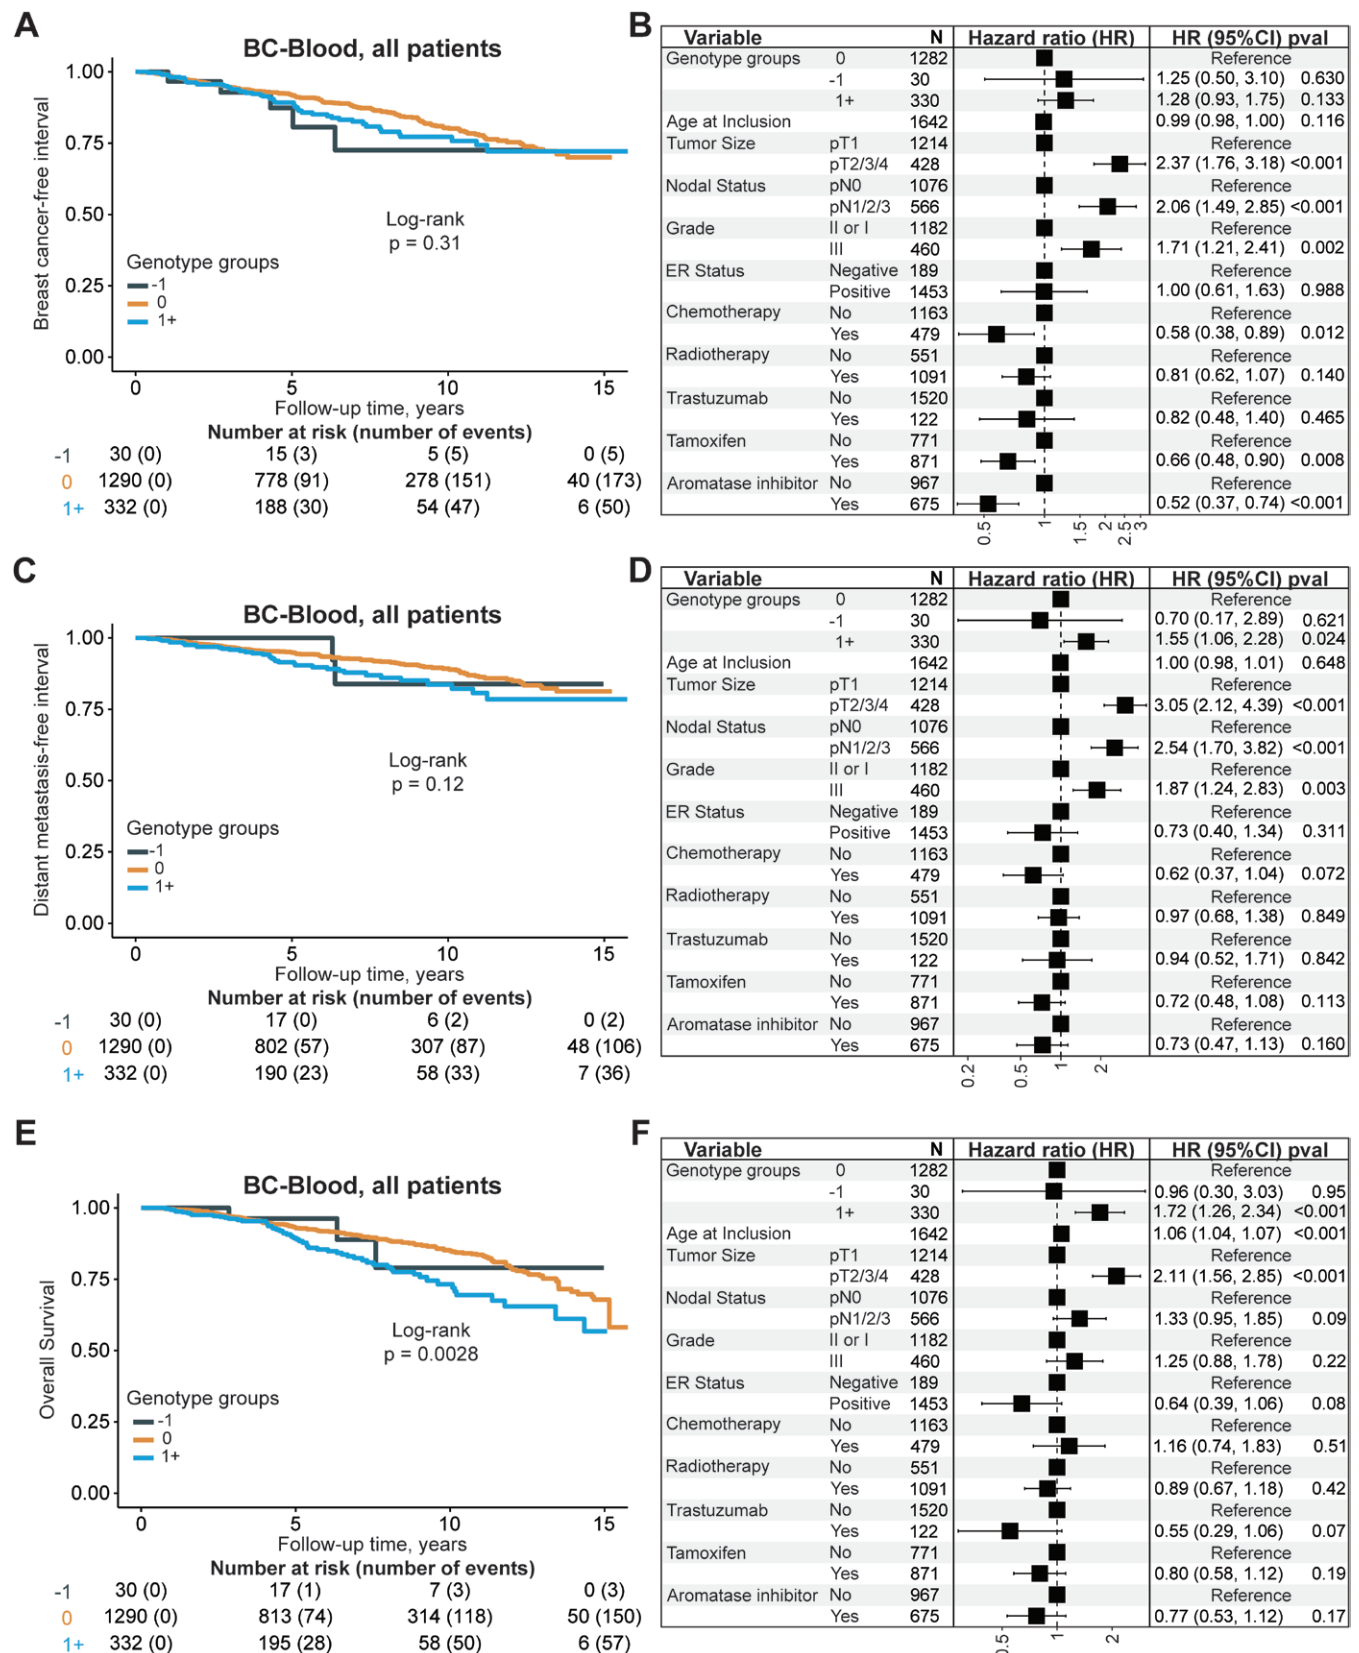 A
BC-Blood, all patients
Breast cancer-free interval
1.00
0.75
0.50
0.25
0.00
Log-rank
p = 0.31
Genotype groups
-1
0
1+
0 5 10 15
Follow-up time, years
Number at risk (number of events)
-1 30 (0) 15 (3) 5 (5) 0 (5)
0 1290 (0) 778 (91) 278 (151) 40 (173)
1+ 332 (0) 188 (30) 54 (47) 6 (50)
B
Variable N Hazard ratio (HR) HR (95%CI) pval
Genotype groups 0 1282 Reference
-1 30 1.25 (0.50, 3.10) 0.630
1+ 330 1.28 (0.93, 1.75) 0.133
Age at Inclusion 1642 0.99 (0.98, 1.00) 0.116
Tumor Size pT1 1214 Reference
pT2/3/4 428 2.37 (1.76, 3.18) <0.001
Nodal Status pN0 1076 Reference
pN1/2/3 566 2.06 (1.49, 2.85) <0.001
Grade II or I 1182 Reference
III 460 1.71 (1.21, 2.41) 0.002
ER Status Negative 189 Reference
Positive 1453 1.00 (0.61, 1.63) 0.988
Chemotherapy No 1163 Reference
Yes 479 0.58 (0.38, 0.89) 0.012
Radiotherapy No 551 Reference
Yes 1091 0.81 (0.62, 1.07) 0.140
Trastuzumab No 1520 Reference
Yes 122 0.82 (0.48, 1.40) 0.465
Tamoxifen No 771 Reference
Yes 871 0.66 (0.48, 0.90) 0.008
Aromatase inhibitor No 967 Reference
Yes 675 0.52 (0.37, 0.74) <0.001
0.5 1 1.5 2 2.5 3
C
BC-Blood, all patients
Distant metastasis-free interval
1.00
0.75
0.50
0.25
0.00
Log-rank
p = 0.12
Genotype groups
-1
0
1+
0 5 10 15
Follow-up time, years
Number at risk (number of events)
-1 30 (0) 17 (0) 6 (2) 0 (2)
0 1290 (0) 802 (57) 307 (87) 48 (106)
1+ 332 (0) 190 (23) 58 (33) 7 (36)
D
Variable N Hazard ratio (HR) HR (95%CI) pval
Genotype groups 0 1282 Reference
-1 30 0.70 (0.17, 2.89) 0.621
1+ 330 1.55 (1.06, 2.28) 0.024
Age at Inclusion 1642 1.00 (0.98, 1.01) 0.648
Tumor Size pT1 1214 Reference
pT2/3/4 428 3.05 (2.12, 4.39) <0.001
Nodal Status pN0 1076 Reference
pN1/2/3 566 2.54 (1.70, 3.82) <0.001
Grade II or I 1182 Reference
III 460 1.87 (1.24, 2.83) 0.003
ER Status Negative 189 Reference
Positive 1453 0.73 (0.40, 1.34) 0.311
Chemotherapy No 1163 Reference
Yes 479 0.62 (0.37, 1.04) 0.072
Radiotherapy No 551 Reference
Yes 1091 0.97 (0.68, 1.38) 0.849
Trastuzumab No 1520 Reference
Yes 122 0.94 (0.52, 1.71) 0.842
Tamoxifen No 771 Reference
Yes 871 0.72 (0.48, 1.08) 0.113
Aromatase inhibitor No 967 Reference
Yes 675 0.73 (0.47, 1.13) 0.160
0.2 0.5 1 2
E
BC-Blood, all patients
Overall Survival
1.00
0.75
0.50
0.25
0.00
Log-rank
p = 0.0028
Genotype groups
-1
0
1+
0 5 10 15
Follow-up time, years
Number at risk (number of events)
-1 30 (0) 17 (1) 7 (3) 0 (3)
0 1290 (0) 813 (74) 314 (118) 50 (150)
1+ 332 (0) 195 (28) 58 (50) 6 (57)
F
Variable N Hazard ratio (HR) HR (95%CI) pval
Genotype groups 0 1282 Reference
-1 30 0.96 (0.30, 3.03) 0.95
1+ 330 1.72 (1.26, 2.34) <0.001
Age at Inclusion 1642 1.06 (1.04, 1.07) <0.001
Tumor Size pT1 1214 Reference
pT2/3/4 428 2.11 (1.56, 2.85) <0.001
Nodal Status pN0 1076 Reference
pN1/2/3 566 1.33 (0.95, 1.85) 0.09
Grade II or I 1182 Reference
III 460 1.25 (0.88, 1.78) 0.22
ER Status Negative 189 Reference
Positive 1453 0.64 (0.39, 1.06) 0.08
Chemotherapy No 1163 Reference
Yes 479 1.16 (0.74, 1.83) 0.51
Radiotherapy No 551 Reference
Yes 1091 0.89 (0.67, 1.18) 0.42
Trastuzumab No 1520 Reference
Yes 122 0.55 (0.29, 1.06) 0.07
Tamoxifen No 771 Reference
Yes 871 0.80 (0.58, 1.12) 0.19
Aromatase inhibitor No 967 Reference
Yes 675 0.77 (0.53, 1.12) 0.17
0.5 1 2